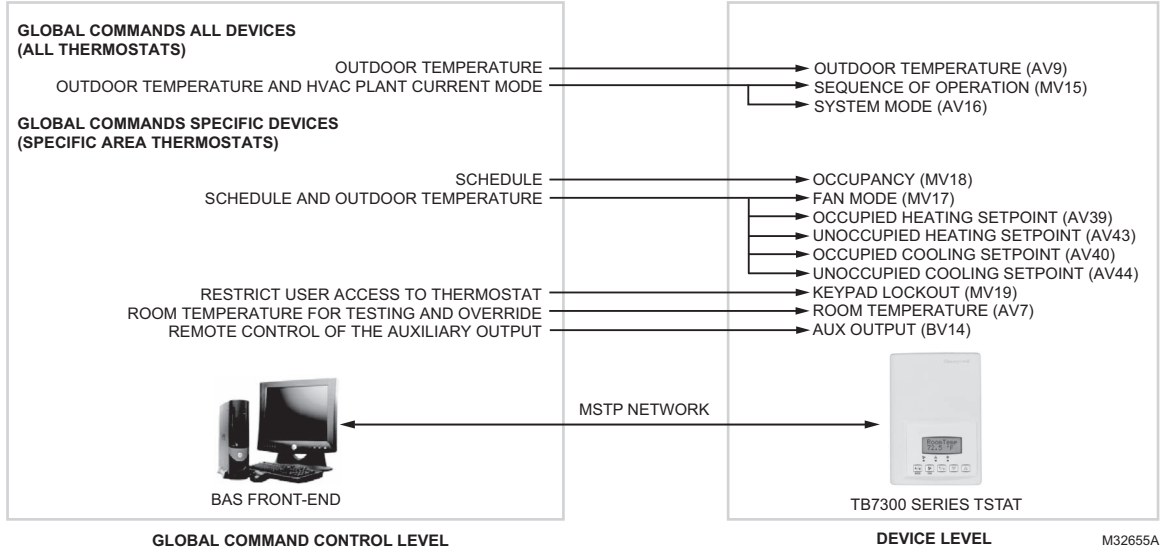 GLOBAL COMMANDS ALL DEVICES
(ALL THERMOSTATS)
OUTDOOR TEMPERATURE
OUTDOOR TEMPERATURE (AV9)
OUTDOOR TEMPERATURE AND HVAC PLANT CURRENT MODE
SEQUENCE OF OPERATION (MV15)
SYSTEM MODE (AV16)
GLOBAL COMMANDS SPECIFIC DEVICES
(SPECIFIC AREA THERMOSTATS)
SCHEDULE
OCCUPANCY (MV18)
SCHEDULE AND OUTDOOR TEMPERATURE
FAN MODE (MV17)
OCCUPIED HEATING SETPOINT (AV39)
UNOCCUPIED HEATING SETPOINT (AV43)
OCCUPIED COOLING SETPOINT (AV40)
UNOCCUPIED COOLING SETPOINT (AV44)
RESTRICT USER ACCESS TO THERMOSTAT
KEYPAD LOCKOUT (MV19)
ROOM TEMPERATURE FOR TESTING AND OVERRIDE
ROOM TEMPERATURE (AV7)
REMOTE CONTROL OF THE AUXILIARY OUTPUT
AUX OUTPUT (BV14)
MSTP NETWORK
RoomTemp
72.5 °F
BAS FRONT-END
TB7300 SERIES TSTAT
GLOBAL COMMAND CONTROL LEVEL
DEVICE LEVEL
M32655A